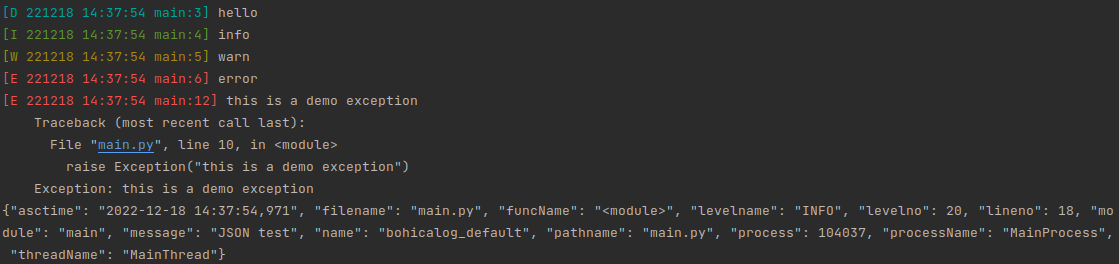 [D 221218 14:37:54 main:3] hello
[I 221218 14:37:54 main:4] info
[W 221218 14:37:54 main:5] warn
[E 221218 14:37:54 main:6] error
[E 221218 14:37:54 main:12] this is a demo exception
    Traceback (most recent call last):
      File "main.py", line 10, in <module>
        raise Exception("this is a demo exception")
    Exception: this is a demo exception
{"asctime": "2022-12-18 14:37:54,971", "filename": "main.py", "funcName": "<module>", "levelname": "INFO", "levelno": 20, "lineno": 18, "mo
dule": "main", "message": "JSON test", "name": "bohicalog_default", "pathname": "main.py", "process": 104037, "processName": "MainProcess",
 "threadName": "MainThread"}